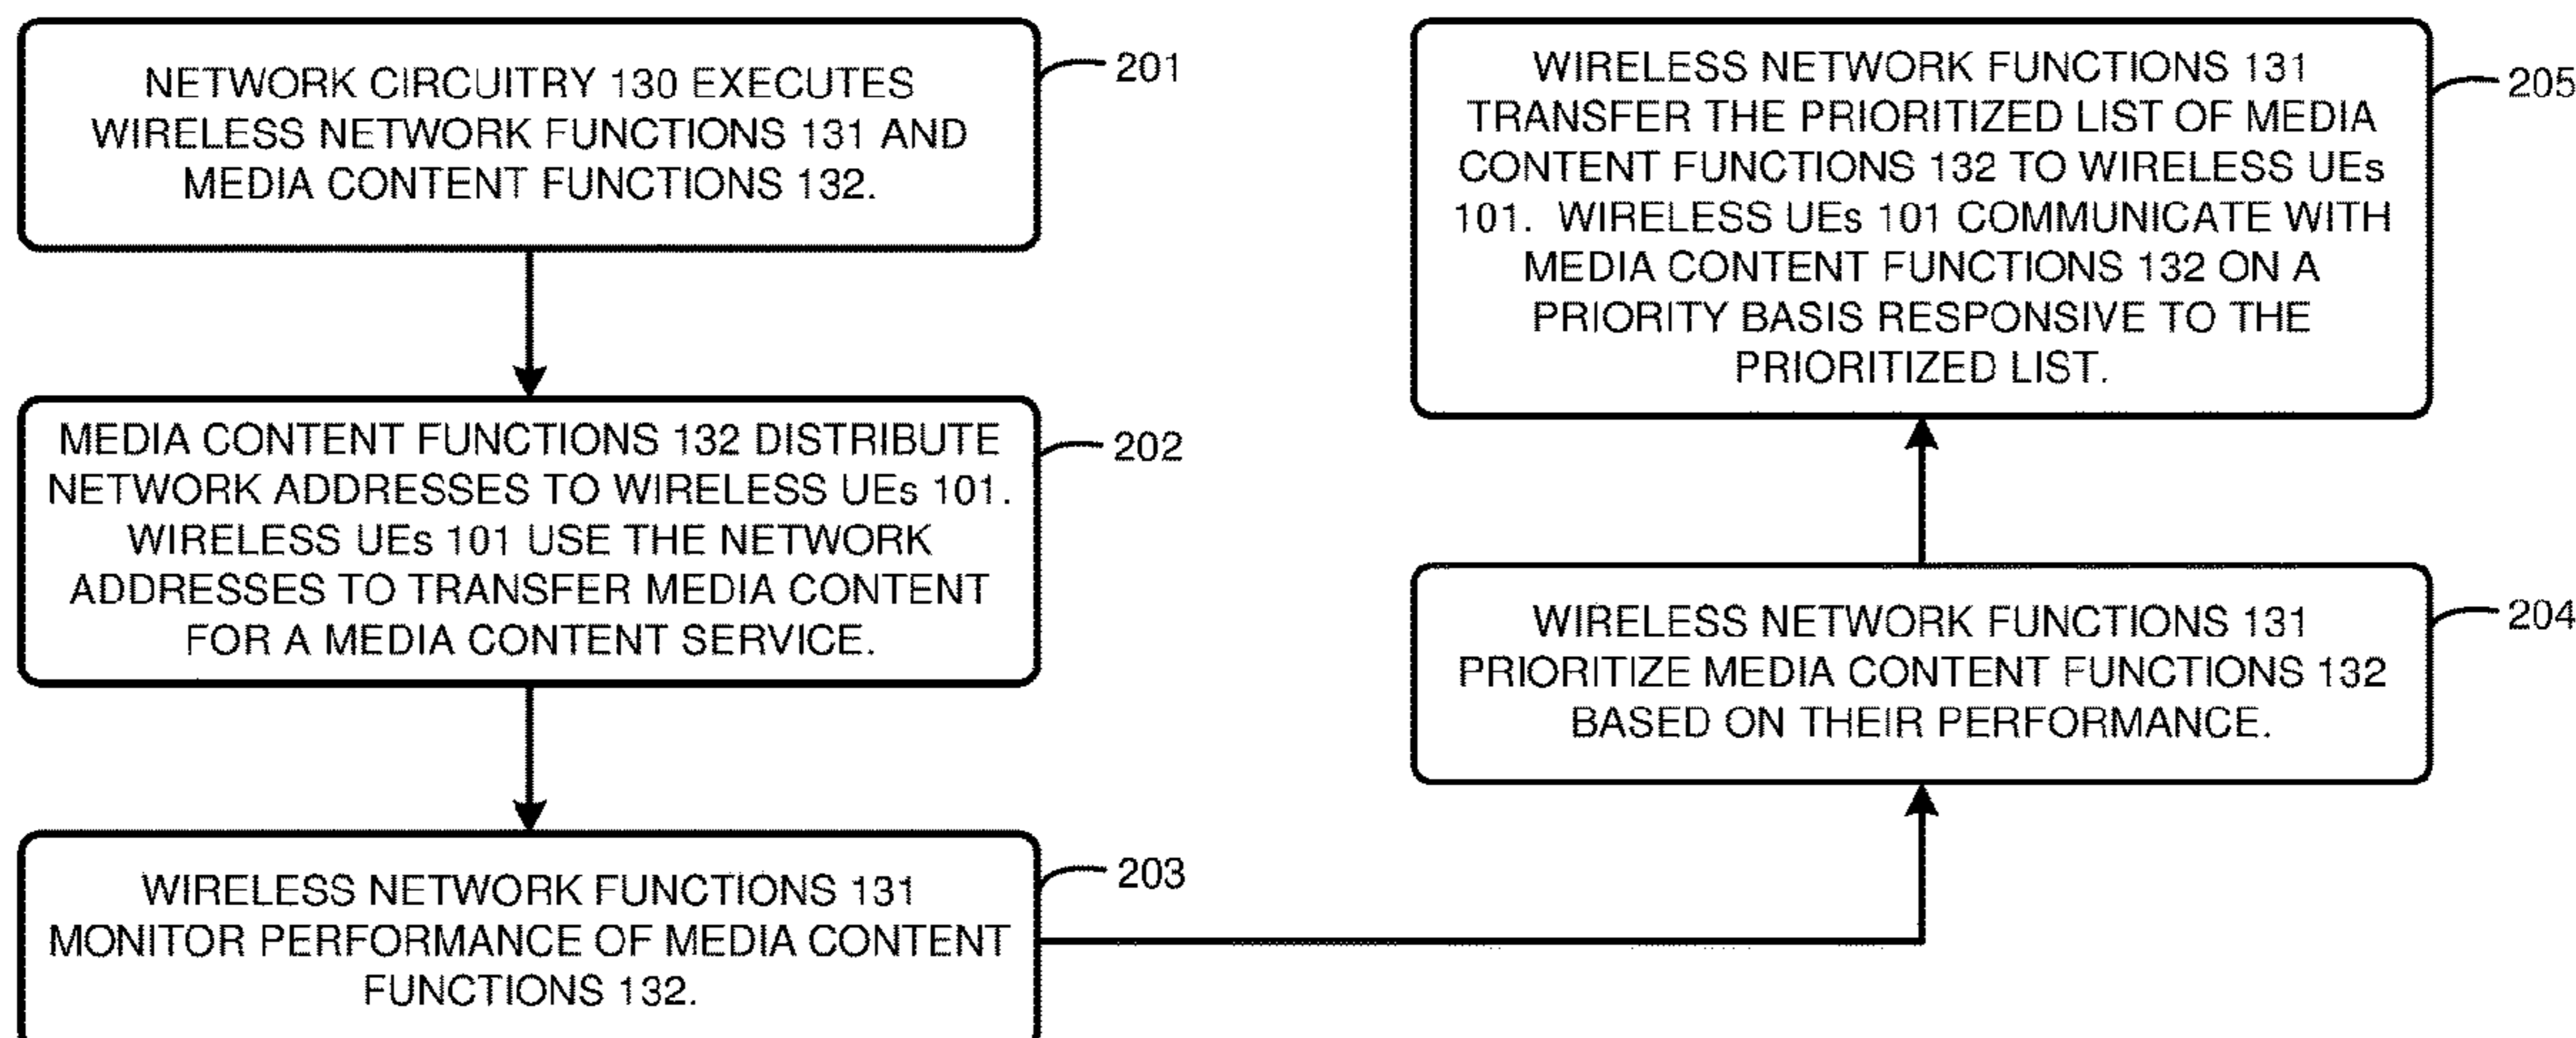 NETWORK CIRCUITRY 130 EXECUTES
WIRELESS NETWORK FUNCTIONS 131 AND
MEDIA CONTENT FUNCTIONS 132.
201
MEDIA CONTENT FUNCTIONS 132 DISTRIBUTE
NETWORK ADDRESSES TO WIRELESS UEs 101.
WIRELESS UEs 101 USE THE NETWORK
ADDRESSES TO TRANSFER MEDIA CONTENT
FOR A MEDIA CONTENT SERVICE.
202
WIRELESS NETWORK FUNCTIONS 131
MONITOR PERFORMANCE OF MEDIA CONTENT
FUNCTIONS 132.
203
WIRELESS NETWORK FUNCTIONS 131
PRIORITIZE MEDIA CONTENT FUNCTIONS 132
BASED ON THEIR PERFORMANCE.
204
WIRELESS NETWORK FUNCTIONS 131
TRANSFER THE PRIORITIZED LIST OF MEDIA
CONTENT FUNCTIONS 132 TO WIRELESS UEs
101.  WIRELESS UEs 101 COMMUNICATE WITH
MEDIA CONTENT FUNCTIONS 132 ON A
PRIORITY BASIS RESPONSIVE TO THE
PRIORITIZED LIST.
205